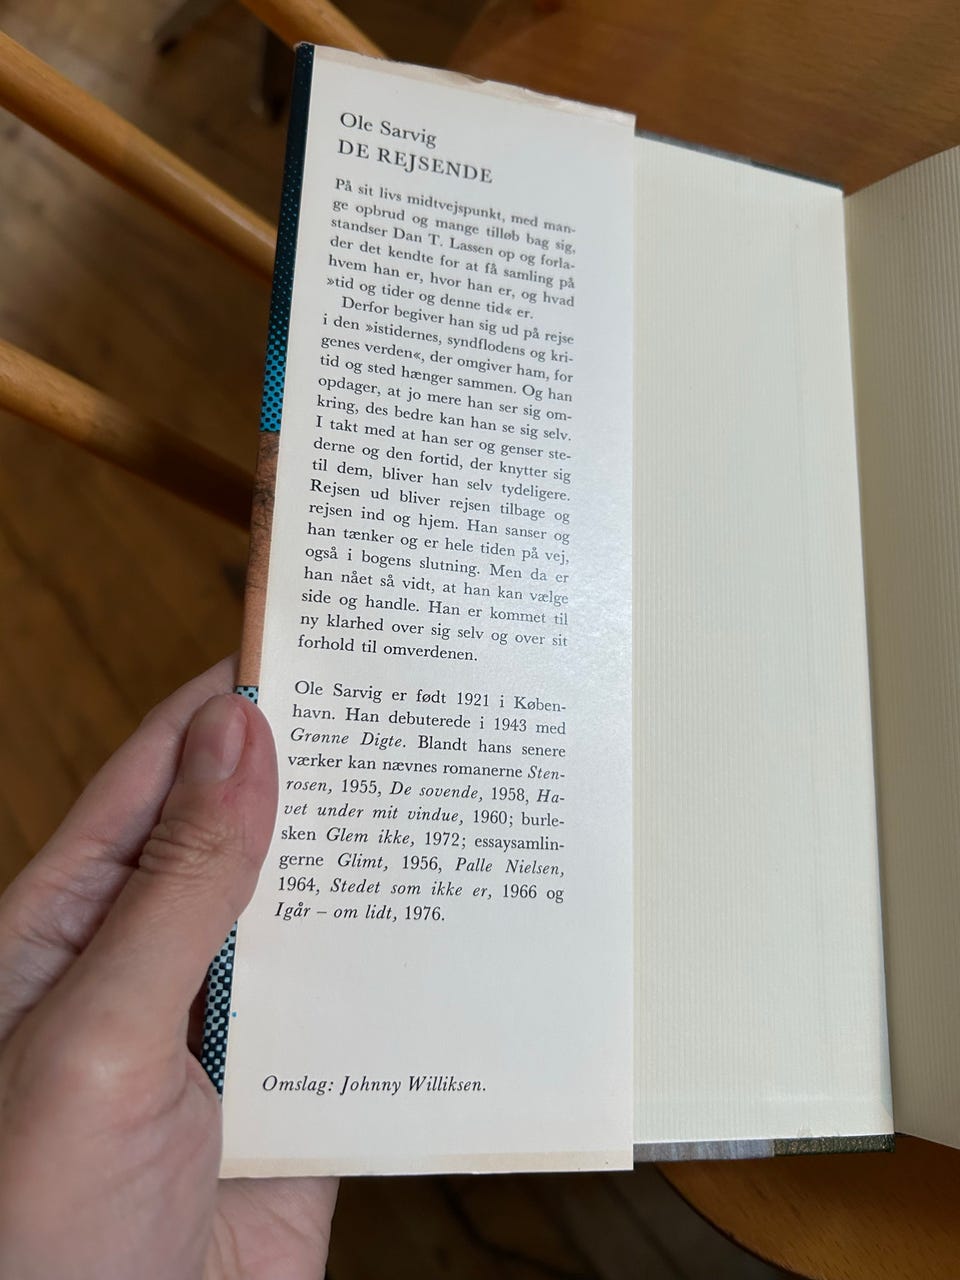 Ole Sarvig
DE REJSENDE
På sit livs midtvejspunkt, med man-
ge opbrud og mange tilløb bag sig,
standser Dan T. Lassen op og forla-
der det kendte for at få samling på
hvem han er, hvor han er, og hvad
»tid og tider og denne tid« er.
Derfor begiver han sig ud på rejse
i den »istidernes, syndflodens og kri-
genes verden«, der omgiver ham, for
tid og sted hænger sammen. Og han
opdager, at jo mere han ser sig om-
kring, des bedre kan han se sig selv.
I takt med at han ser og genser ste-
derne og den fortid, der knytter sig
til dem, bliver han selv tydeligere.
Rejsen ud bliver rejsen tilbage og
rejsen ind og hjem. Han sanser og
han tænker og er hele tiden på vej,
også i bogens slutning. Men da er
han nået så vidt, at han kan vælge
side og handle. Han er kommet til
ny klarhed over sig selv og over sit
forhold til omverdenen.
Ole Sarvig er født 1921 i Køben-
havn. Han debuterede i 1943 med
Grønne Digte. Blandt hans senere
værker kan nævnes romanerne Sten-
rosen, 1955, De sovende, 1958, Ha-
vet under mit vindue, 1960; burle-
sken Glem ikke, 1972; essaysamlin-
gerne Glimt, 1956, Palle Nielsen,
1964, Stedet som ikke er, 1966 og
Igår – om lidt, 1976.
Omslag: Johnny Williksen.